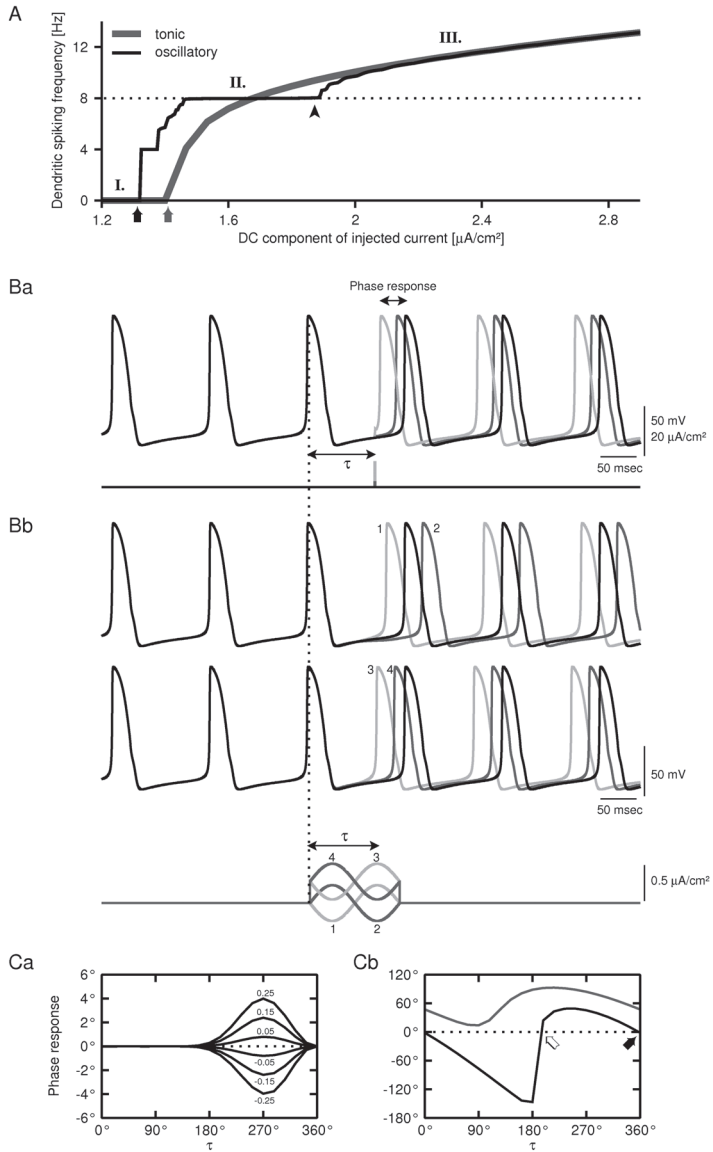 A
Dendritic spiking frequency [Hz]
12
8
4
0
tonic
oscillatory
I.
II.
III.
1.2
1.6
2
2.4
2.8
DC component of injected current [μA/cm²]
Ba
Phase response
τ
50 mV
20 μA/cm²
50 msec
Bb
1
2
3
4
50 mV
50 msec
τ
4
3
1
2
0.5 μA/cm²
Ca
Phase response
6°
4°
2°
0°
-2°
-4°
-6°
0.25
0.15
0.05
-0.05
-0.15
-0.25
0°
90°
180°
270°
360°
τ
Cb
120°
60°
0°
-60°
-120°
-180°
0°
90°
180°
270°
360°
τ